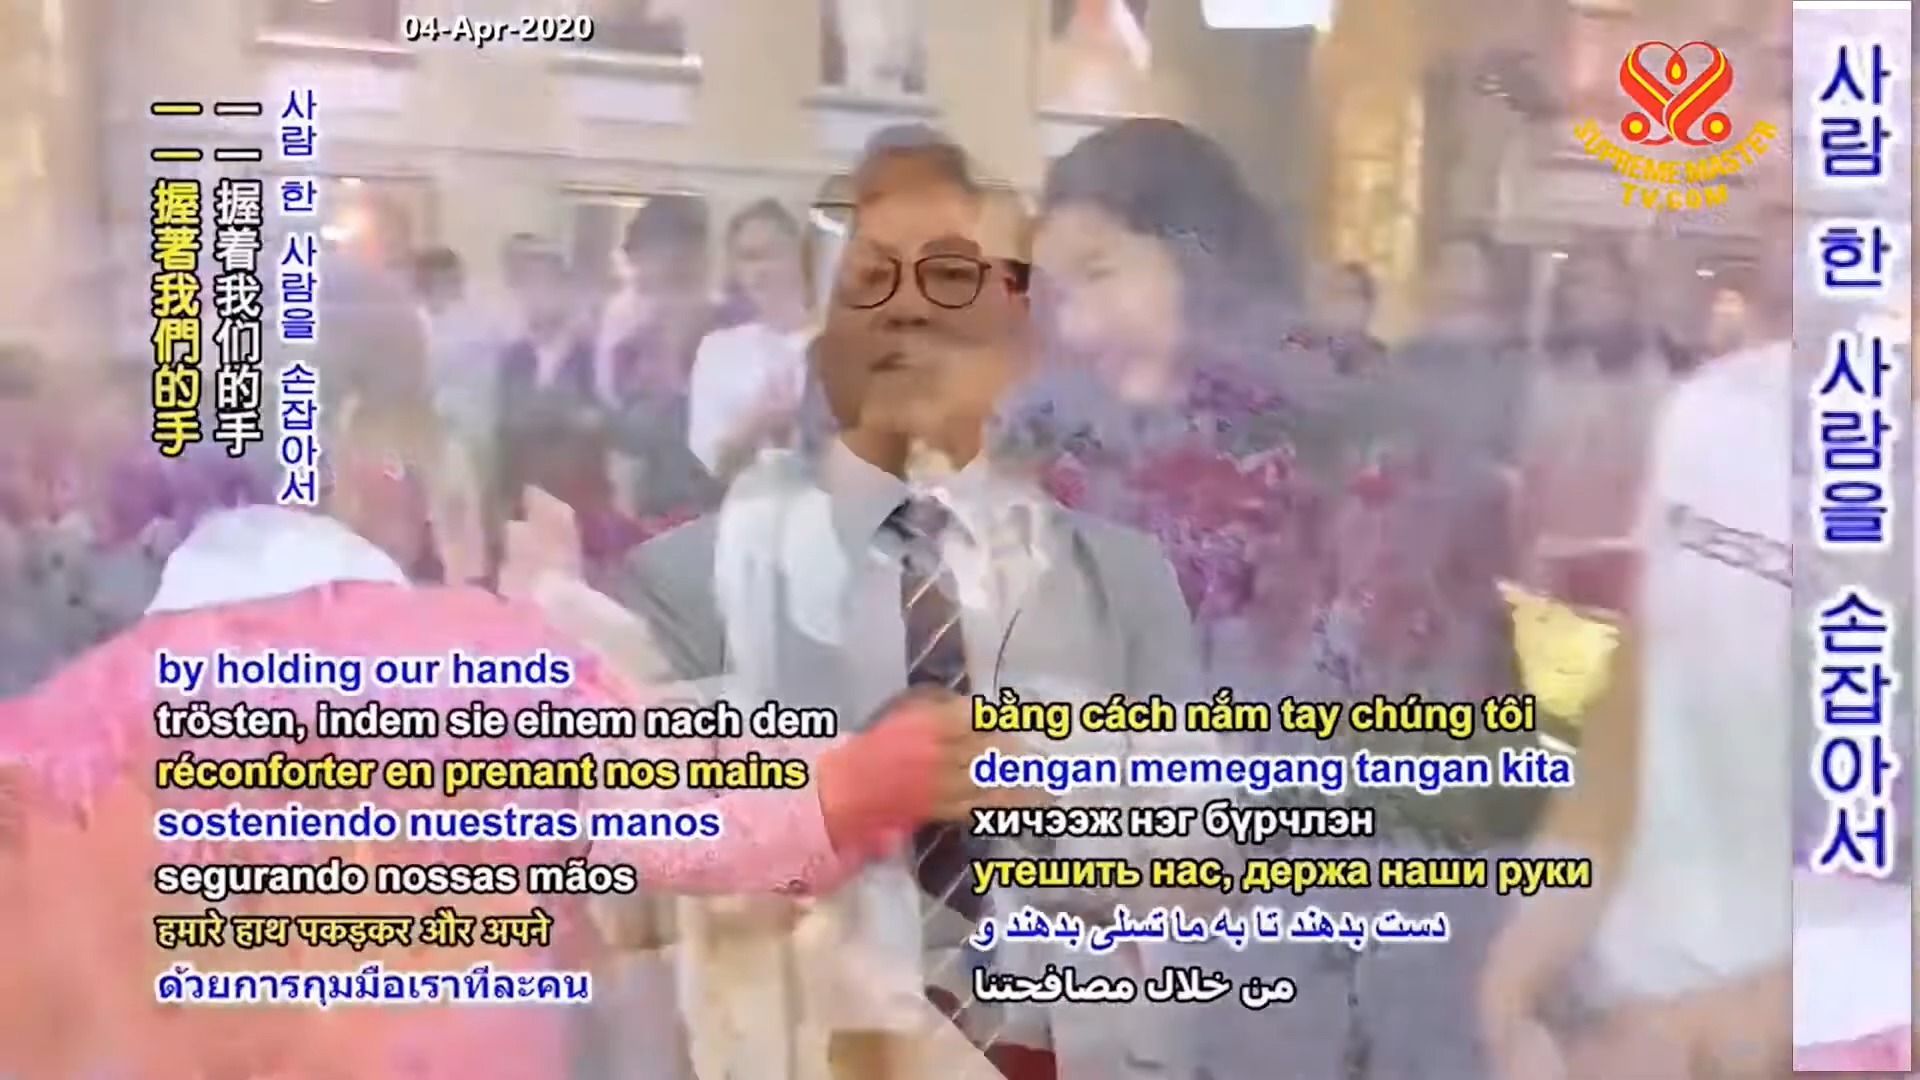 04-Apr-2020
SUPREME MASTER
TV.COM
一一握著我們的手
一一握着我们的手
사람 한 사람을 손잡아서
사람 한 사람을 손잡아서
by holding our hands
trösten, indem sie einem nach dem
réconforter en prenant nos mains
sosteniendo nuestras manos
segurando nossas mãos
हमारे हाथ पकड़कर और अपने
ด้วยการกุมมือเราทีละคน
bằng cách nắm tay chúng tôi
dengan memegang tangan kita
хичээж нэг бүрчлэн
утешить нас, держа наши руки
دست بدهند تا به ما تسلی بدهند و
من خلال مصافحتنا